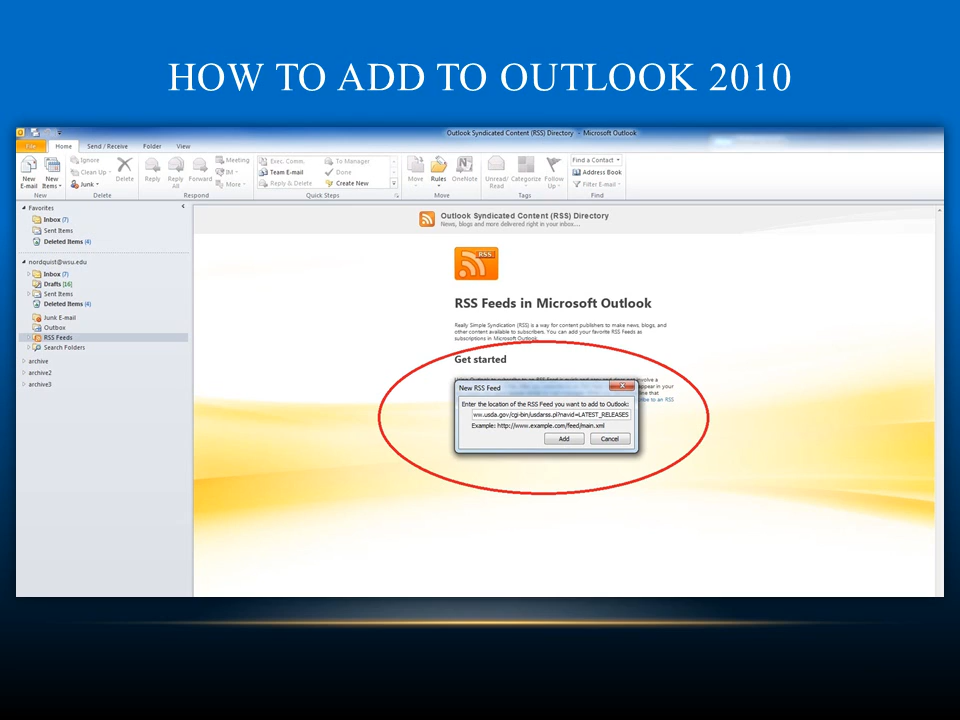 HOW TO ADD TO OUTLOOK 2010
Outlook Syndicated Content (RSS) Directory - Microsoft Outlook
File Home Send / Receive Folder View
New E-mail
New Items
Ignore
Clean Up
Junk
Delete
Reply
Reply All
Forward
Meeting
IM
More
Exec. Comm.
Team E-mail
Reply & Delete
To Manager
Done
Create New
Move
Rules
OneNote
Unread/ Read
Categorize
Follow Up
Find a Contact
Address Book
Filter E-mail
New Delete Respond Quick Steps Move Tags Find
Favorites
Inbox (7)
Sent Items
Deleted Items (4)
nordquist@wsu.edu
Inbox (7)
Drafts [16]
Sent Items
Deleted Items (4)
Junk E-mail
Outbox
RSS Feeds
Search Folders
archive
archive2
archive3
Outlook Syndicated Content (RSS) Directory
News, blogs and more delivered right in your inbox....
RSS
RSS Feeds in Microsoft Outlook
Really Simple Syndication (RSS) is a way for content publishers to make news, blogs, and
other content available to subscribers. You can add your favorite RSS Feeds as
subscriptions in Microsoft Outlook.
Get started
New RSS Feed
Enter the location of the RSS Feed you want to add to Outlook:
ww.usda.gov/cgi-bin/usdarss.pl?navid=LATEST_RELEASES
Example: http://www.example.com/feed/main.xml
Add Cancel